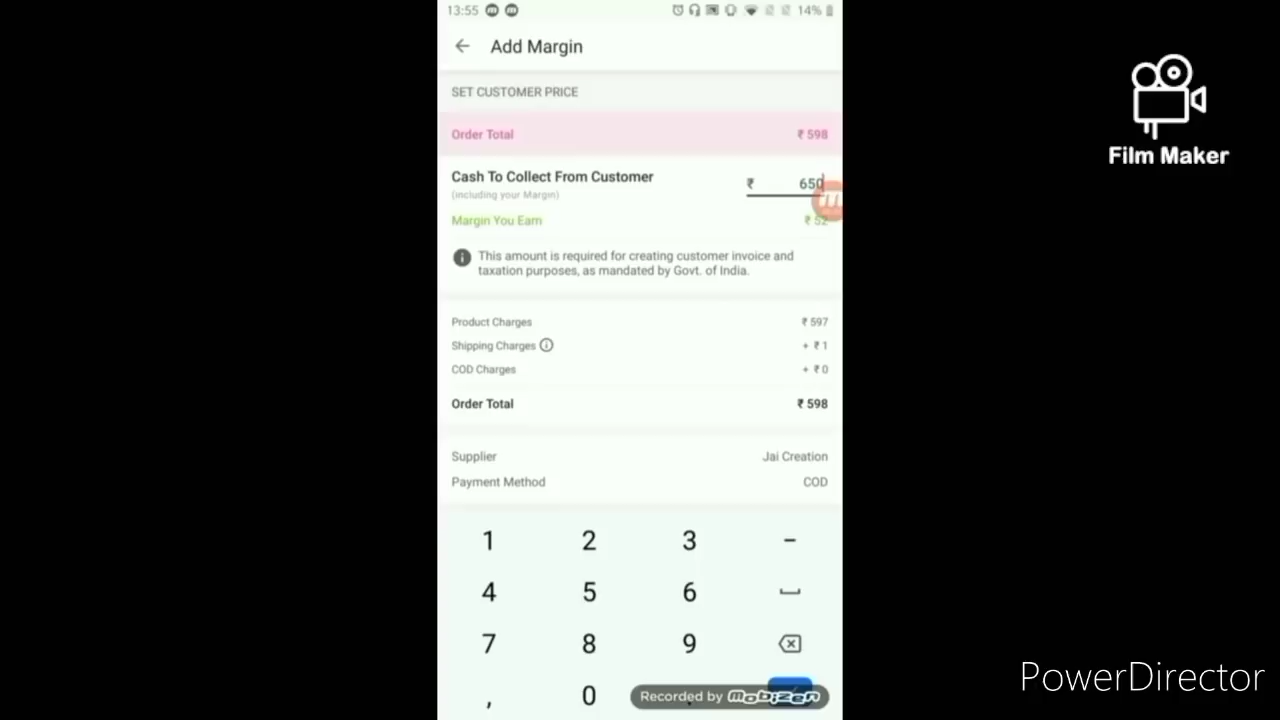 13:55 14%
Add Margin
SET CUSTOMER PRICE
Order Total ₹ 598
Cash To Collect From Customer ₹ 650
(including your Margin)
Margin You Earn ₹ 52
This amount is required for creating customer invoice and
taxation purposes, as mandated by Govt. of India.
Product Charges ₹ 597
Shipping Charges + ₹ 1
COD Charges + ₹ 0
Order Total ₹ 598
Supplier Jai Creation
Payment Method COD
1 2 3 -
4 5 6
7 8 9
, 0
Recorded by mobizen
Film Maker
PowerDirector